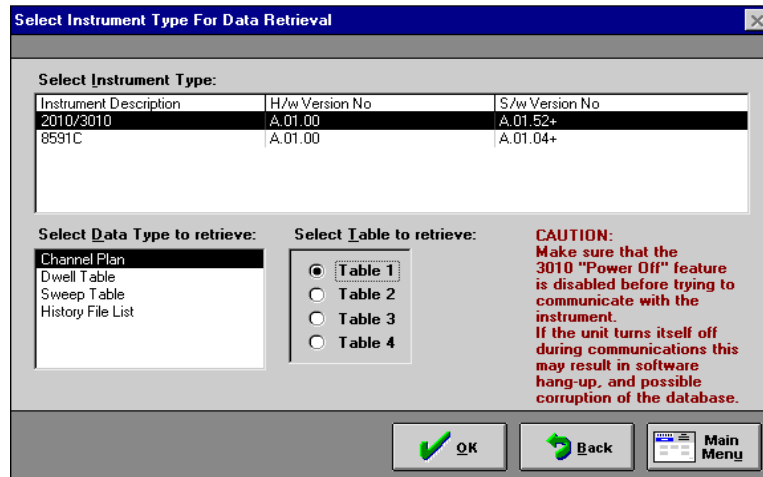 Select Instrument Type For Data Retrieval
Select Instrument Type:
Instrument Description H/w Version No S/w Version No
2010/3010 A.01.00 A.01.52+
8591C A.01.00 A.01.04+
Select Data Type to retrieve:
Channel Plan
Dwell Table
Sweep Table
History File List
Select Table to retrieve:
Table 1
Table 2
Table 3
Table 4
CAUTION:
Make sure that the
3010 "Power Off" feature
is disabled before trying to
communicate with the
instrument.
If the unit turns itself off
during communications this
may result in software
hang-up, and possible
corruption of the database.
OK
Back
Main
Menu